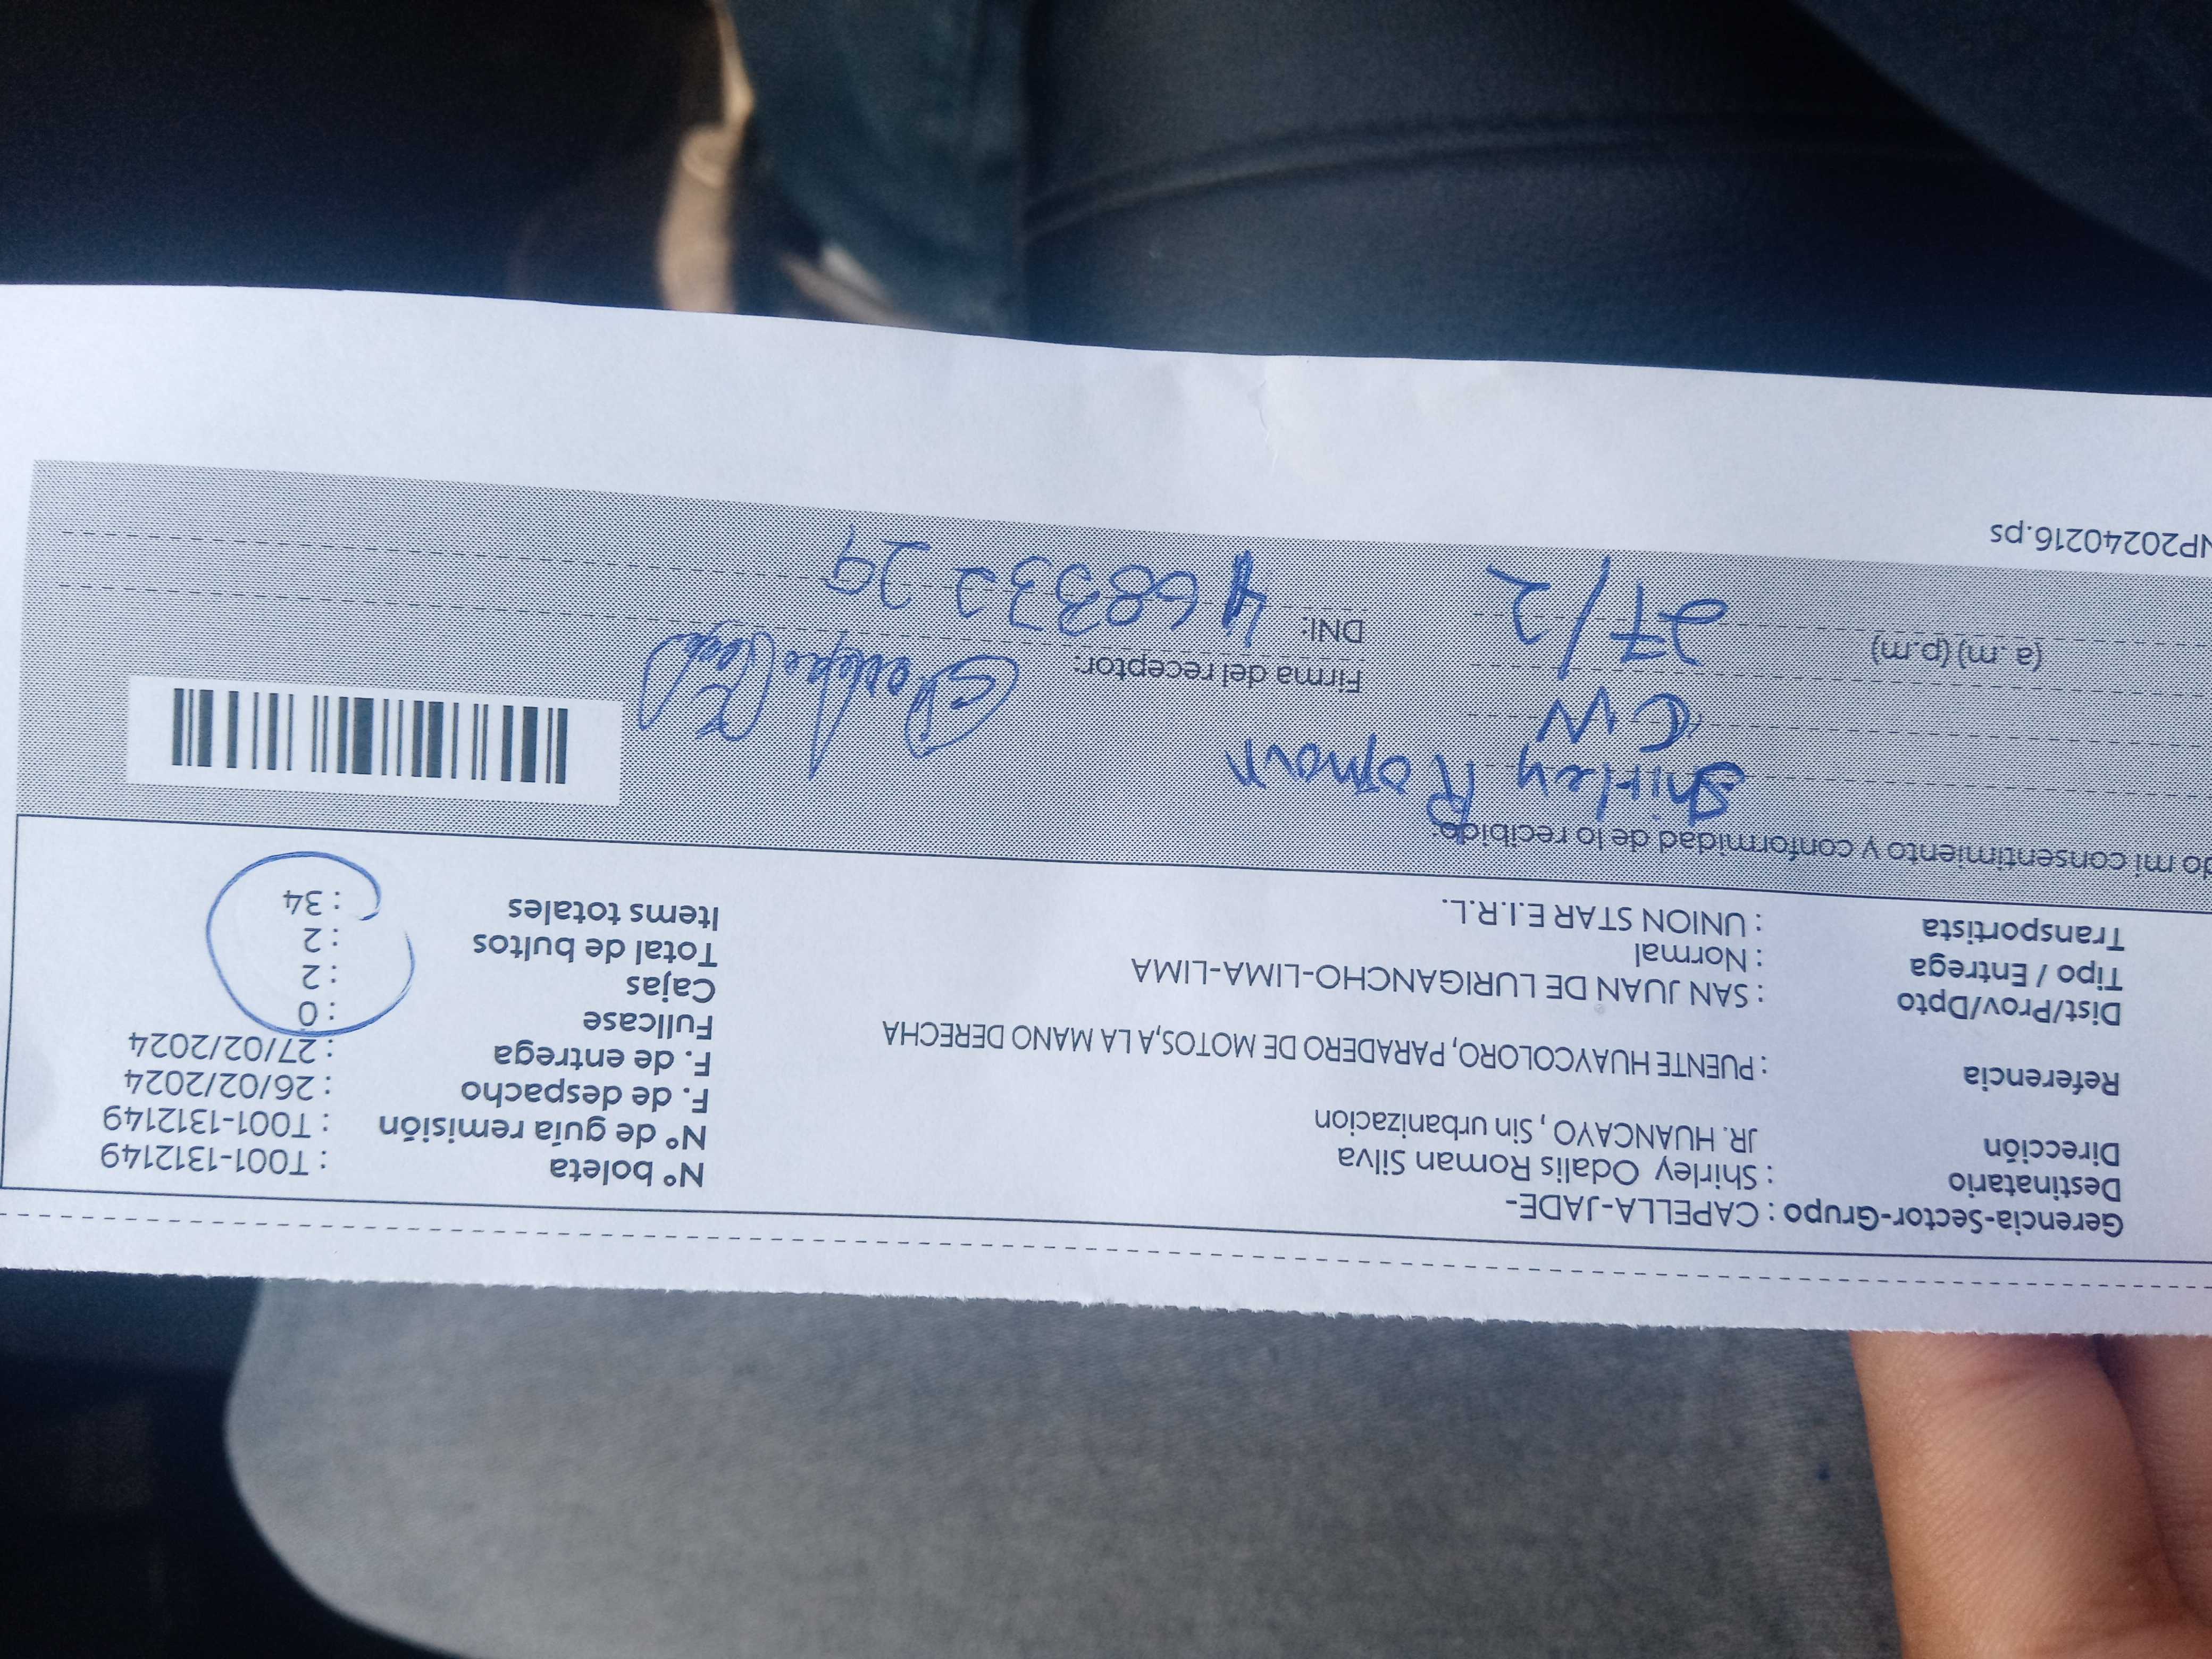 Gerencia-Sector-Grupo : CAPELLA-JADE-
Destinatario : Shirley Odalis Roman Silva
Dirección JR. HUANCAYO , Sin urbanizacion
Referencia : PUENTE HUAYCOLORO, PARADERO DE MOTOS,A LA MANO DERECHA
Dist/Prov/Dpto : SAN JUAN DE LURIGANCHO-LIMA-LIMA
Tipo / Entrega : Normal
Transportista : UNION STAR E.I.R.L.
N° boleta : T001-1312149
N° de guía remisión : T001-1312149
F. de despacho : 26/02/2024
F. de entrega : 27/02/2024
Fullcase : 0
Cajas : 2
Total de bultos : 2
Items totales : 34
do mi consentimiento y conformidad de lo recibido:
Shirley Roman
CW
(a .m) (p.m) 27/2
Firma del receptor:
DNI:
NP20240216.ps